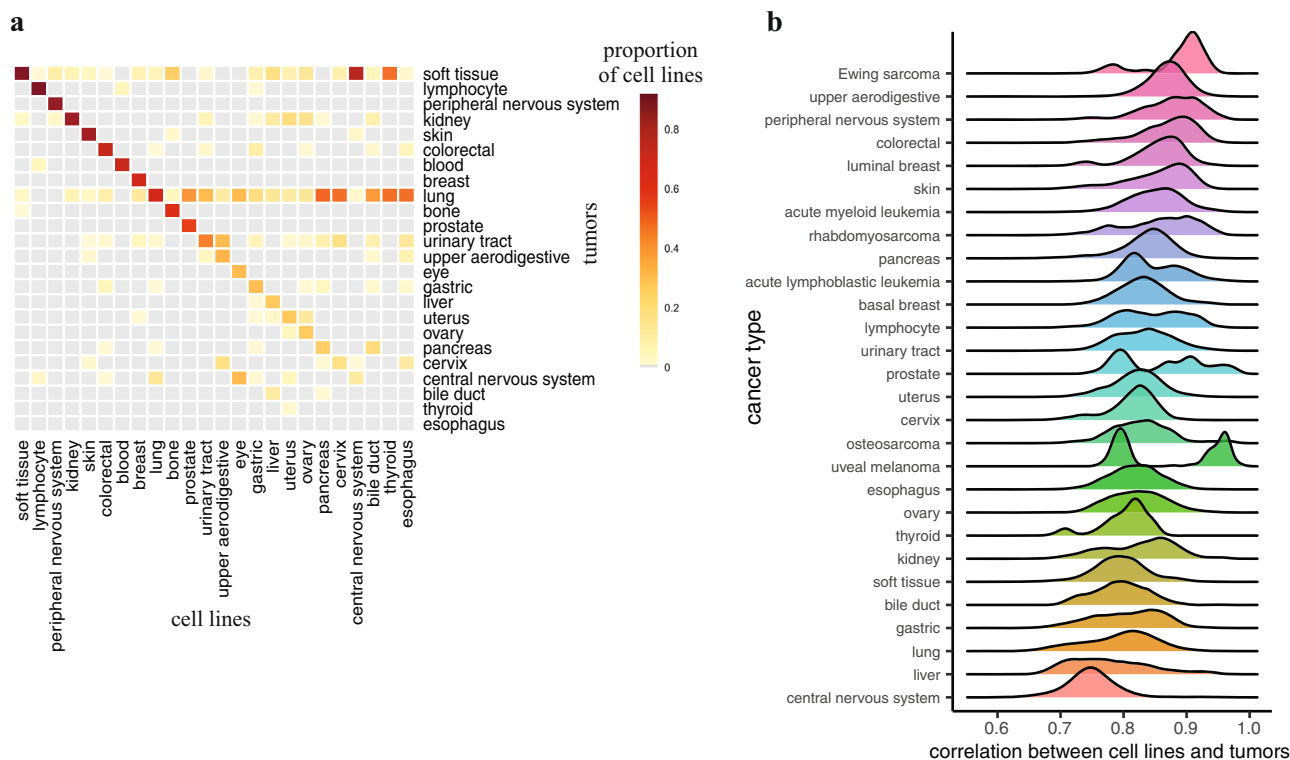 a
proportion
of cell lines
0.8
0.6
0.4
0.2
0
soft tissue
lymphocyte
peripheral nervous system
kidney
skin
colorectal
blood
breast
lung
bone
prostate
urinary tract
upper aerodigestive
eye
gastric
liver
uterus
ovary
pancreas
cervix
central nervous system
bile duct
thyroid
esophagus
tumors
soft tissue
lymphocyte
peripheral nervous system
kidney
skin
colorectal
blood
breast
lung
bone
prostate
urinary tract
upper aerodigestive
eye
gastric
liver
uterus
ovary
pancreas
cervix
central nervous system
bile duct
thyroid
esophagus
cell lines
b
cancer type
Ewing sarcoma
upper aerodigestive
peripheral nervous system
colorectal
luminal breast
skin
acute myeloid leukemia
rhabdomyosarcoma
pancreas
acute lymphoblastic leukemia
basal breast
lymphocyte
urinary tract
prostate
uterus
cervix
osteosarcoma
uveal melanoma
esophagus
ovary
thyroid
kidney
soft tissue
bile duct
gastric
lung
liver
central nervous system
0.6 0.7 0.8 0.9 1.0
correlation between cell lines and tumors